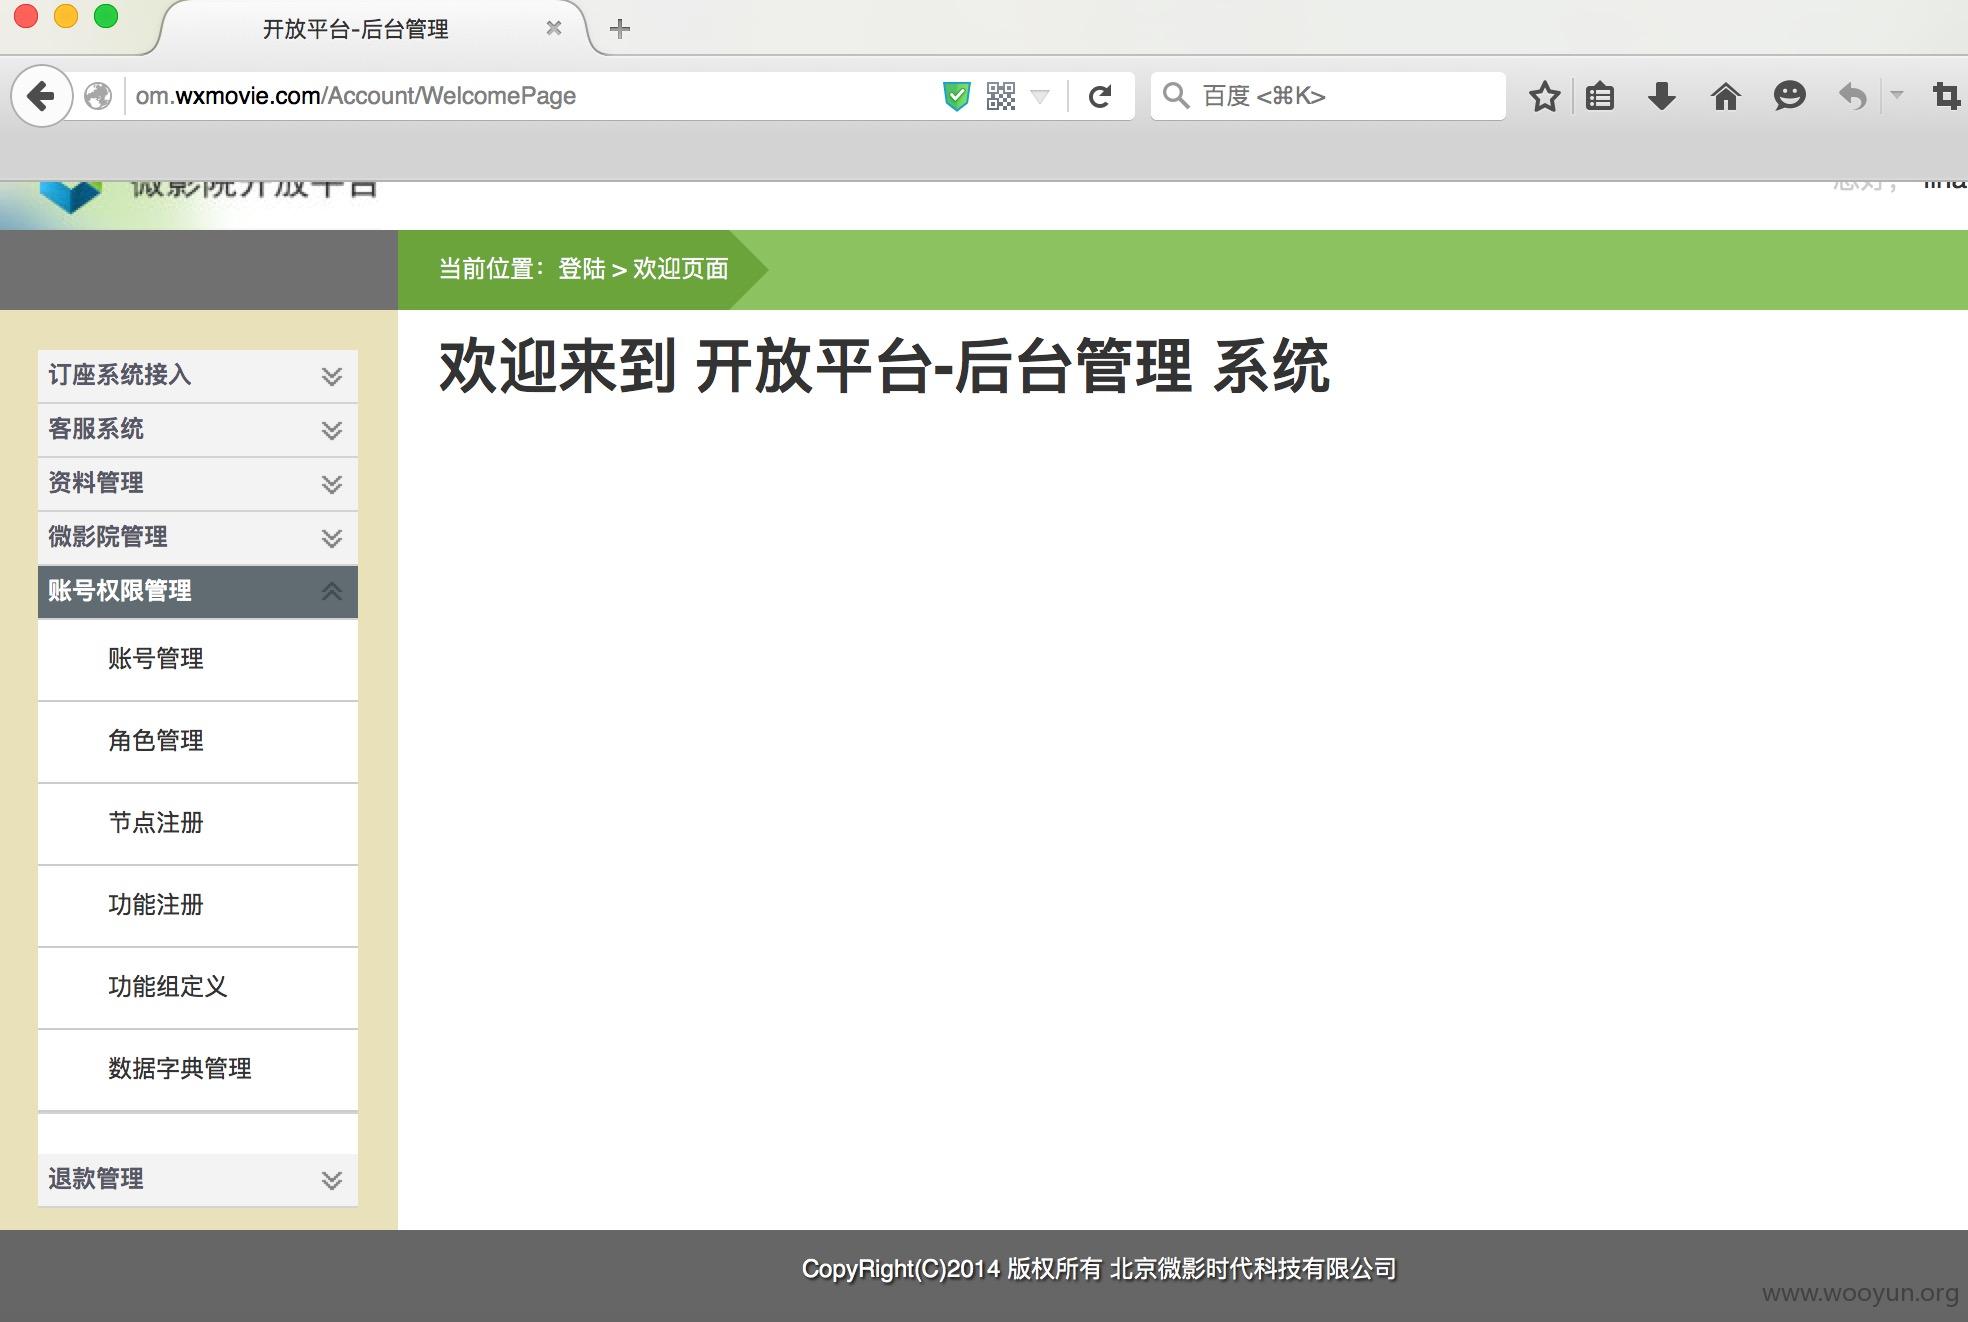 开放平台-后台管理
om.wxmovie.com/Account/WelcomePage
百度 <⌘K>
微影院开放平台
您好，
当前位置：登陆 > 欢迎页面
欢迎来到 开放平台-后台管理 系统
订座系统接入
客服系统
资料管理
微影院管理
账号权限管理
账号管理
角色管理
节点注册
功能注册
功能组定义
数据字典管理
退款管理
CopyRight(C)2014 版权所有 北京微影时代科技有限公司
www.wooyun.org